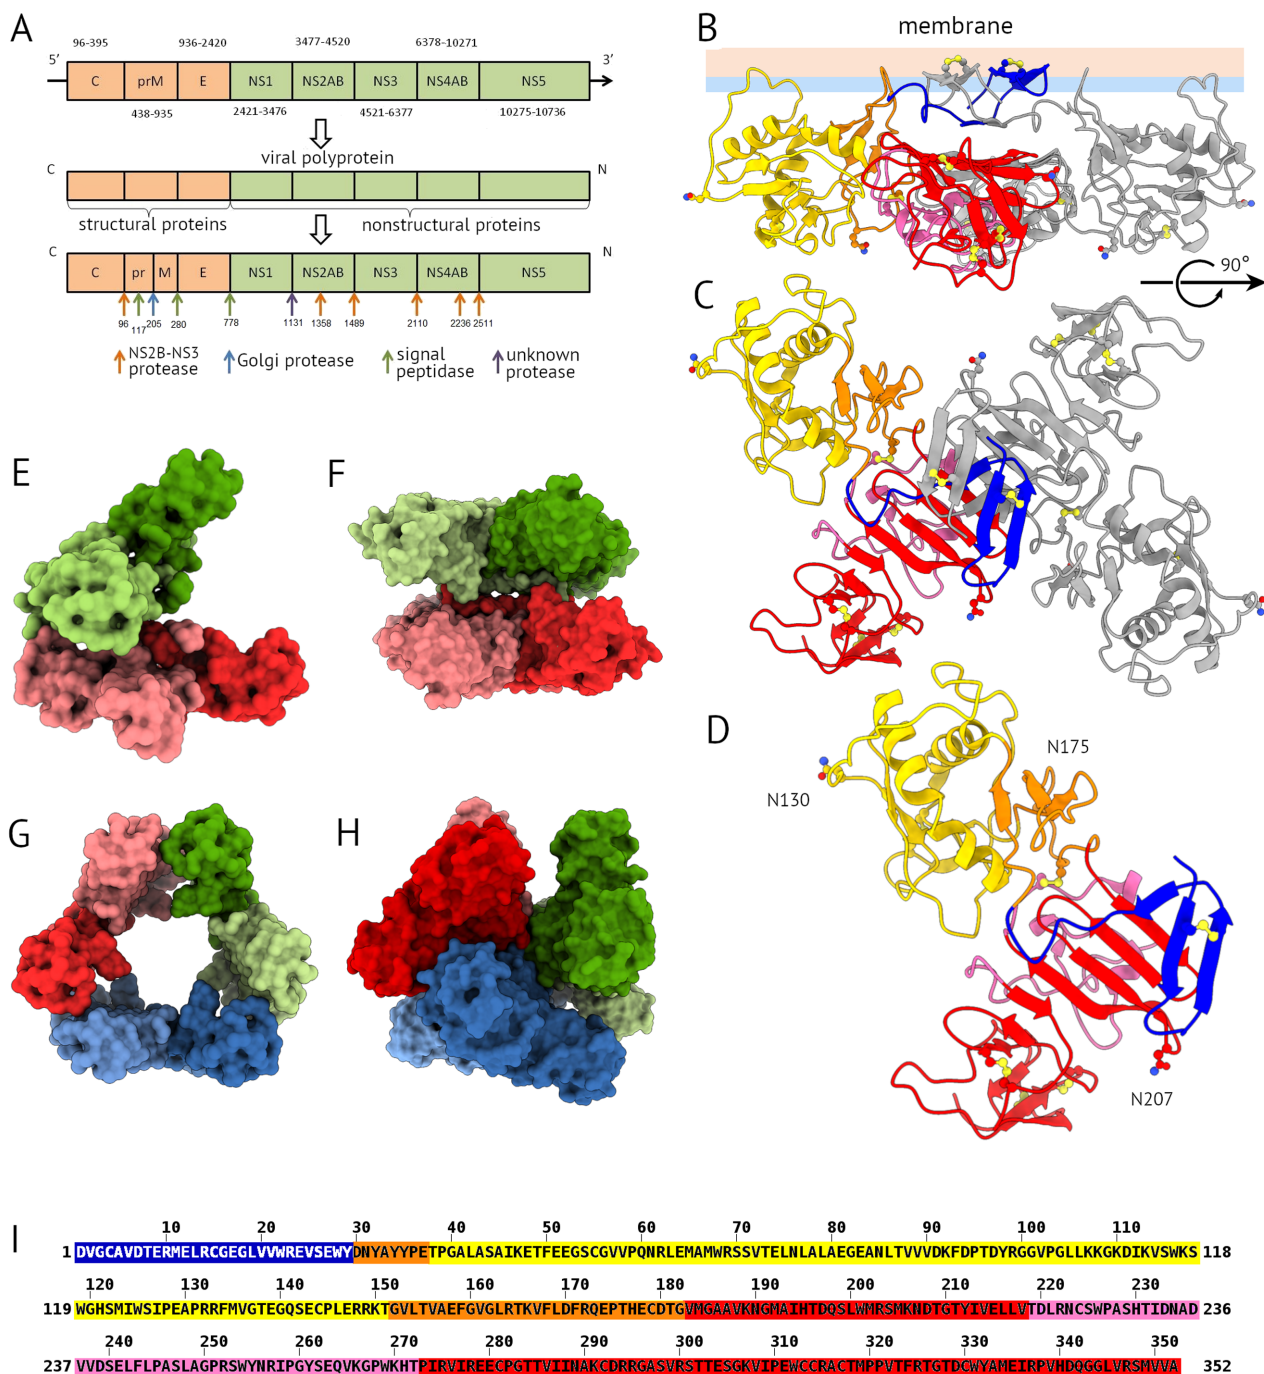 A
96-395
936-2420
3477-4520
6378-10271
5'
3'
C
prM
E
NS1
NS2AB
NS3
NS4AB
NS5
438-935
2421-3476
4521-6377
10275-10736
viral polyprotein
C
N
structural proteins
nonstructural proteins
C
N
C
pr
M
E
NS1
NS2AB
NS3
NS4AB
NS5
96
117
205
280
778
1131
1358
1489
2110
2236
2511
NS2B-NS3
protease
Golgi protease
signal
peptidase
unknown
protease
B
membrane
90°
C
D
N130
N175
N207
E
F
G
H
I
10 20 30 40 50 60 70 80 90 100 110
1 DVGCAVDTERMELRCGEGLVVWREVSEWYDNYAYYPETPGALASAIKETFEEGSCGVVPQNRLEMAMWRSSVTELNLALAEGEANLTVVVDKFDPTDYRGGVPGLLKKGKDIKVSWKS 118
120 130 140 150 160 170 180 190 200 210 220 230
119 WGHSMIWSIPEAPRRFMVGTEGQSECPLERRKTGVLTVAEFGVGLRTKVFLDFRQEPTHECDTGVMGAAVKNGMAIHTDQSLWMRSMKNDTGTYIVELLVTDLRNCSWPASHTIDNAD 236
240 250 260 270 280 290 300 310 320 330 340 350
237 VVDSELFLPASLAGPRSWYNRIPGYSEQVKGPWKHTPIRVIREECPGTTVIINAKCDRRGASVRSTTESGKVIPEWCCRACTMPPVTFRTGTDCWYAMEIRPVHDQGGLVRSMVVA 352